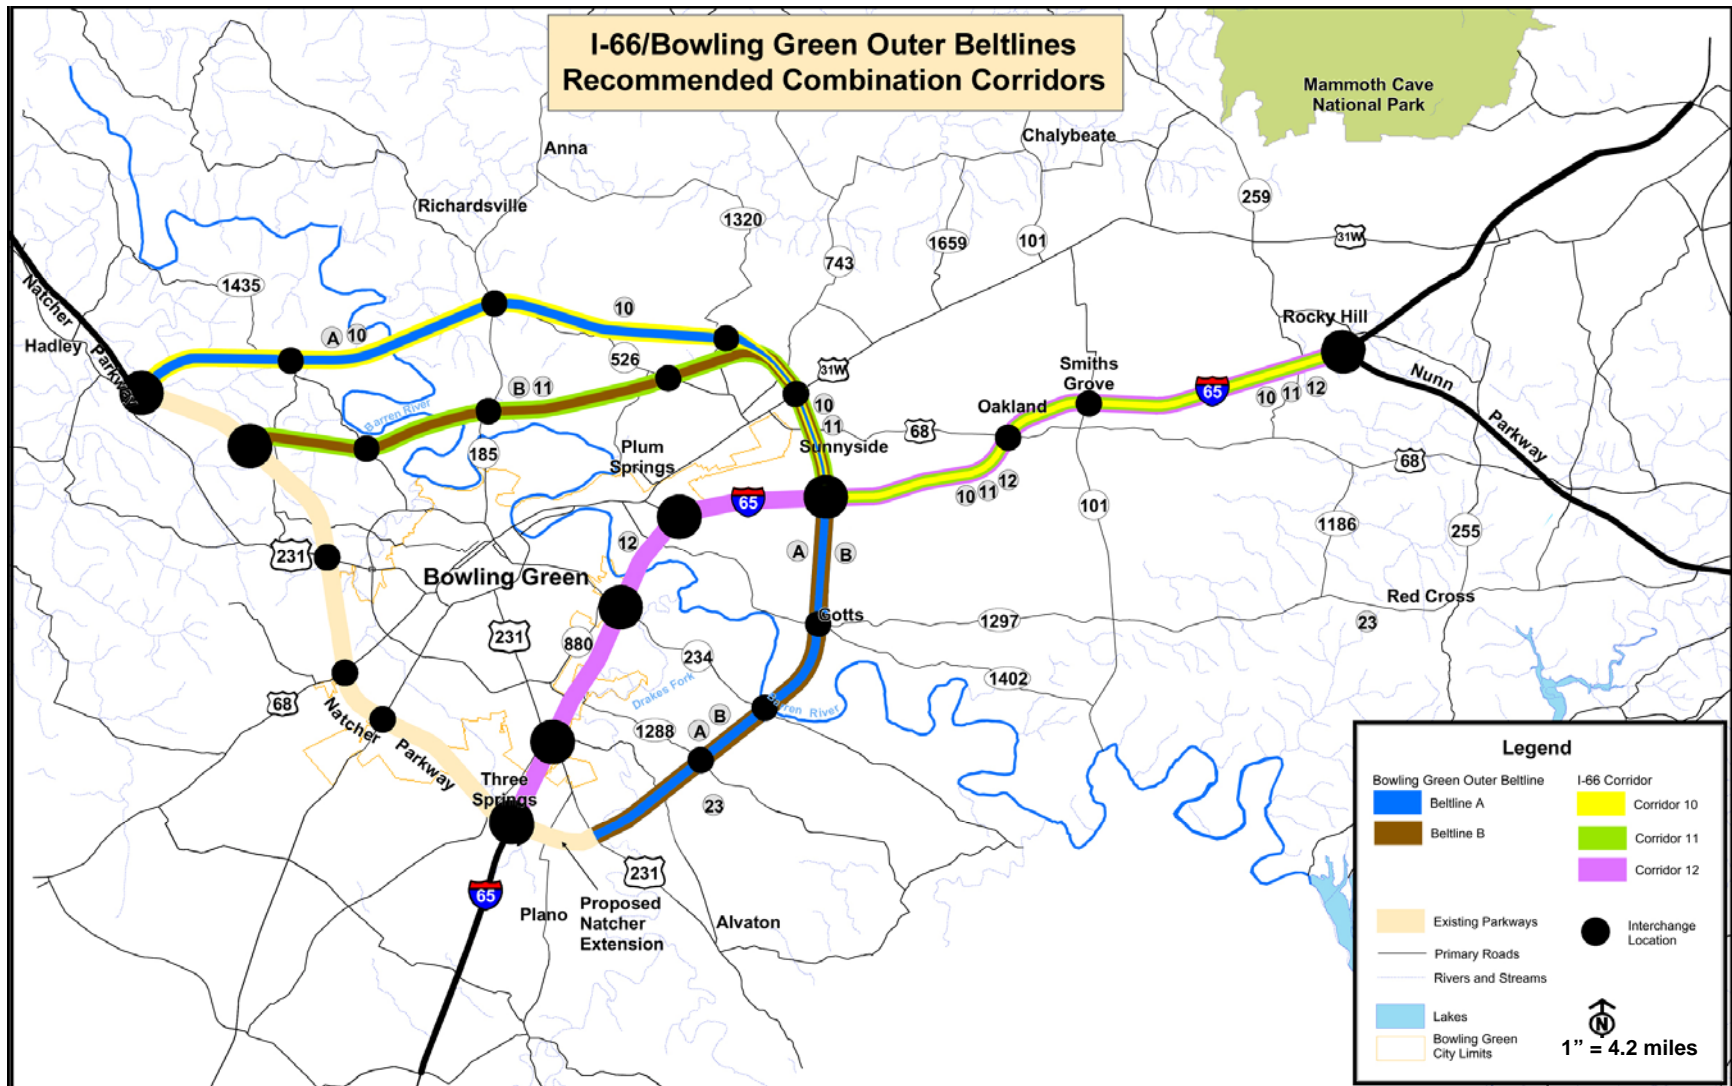 I-66/Bowling Green Outer Beltlines
Recommended Combination Corridors
Mammoth Cave
National Park
Chalybeate
Anna
Richardsville
259
1320
31W
1659
101
743
1435
Natcher
Parkway
Hadley
A 10
10
Rocky Hill
526
31W
Smiths
Grove
Nunn
Parkway
B 11
65
10 11 12
Barren River
10
11
Oakland
68
Sunnyside
Plum
Springs
185
68
10 11 12
65
101
1186
255
12
231
A B
Bowling Green
Red Cross
Gotts
1297
23
231
880
234
1402
Drakes Fork
68
Barren River
Natcher
Parkway
1288
A B
Three
Springs
23
231
65
Plano
Proposed
Natcher
Extension
Alvaton
Legend
Bowling Green Outer Beltline
Beltline A
Beltline B
I-66 Corridor
Corridor 10
Corridor 11
Corridor 12
Existing Parkways
Primary Roads
Rivers and Streams
Lakes
Bowling Green
City Limits
Interchange
Location
N
1” = 4.2 miles